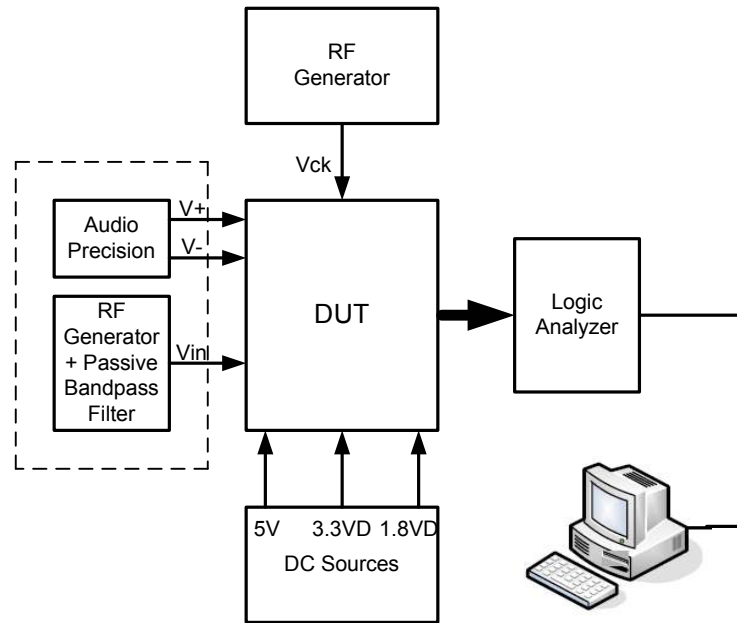 RF
Generator
Vck
Audio
Precision
V+
V-
RF
Generator
+ Passive
Bandpass
Filter
Vin
DUT
Logic
Analyzer
5V 3.3VD 1.8VD
DC Sources